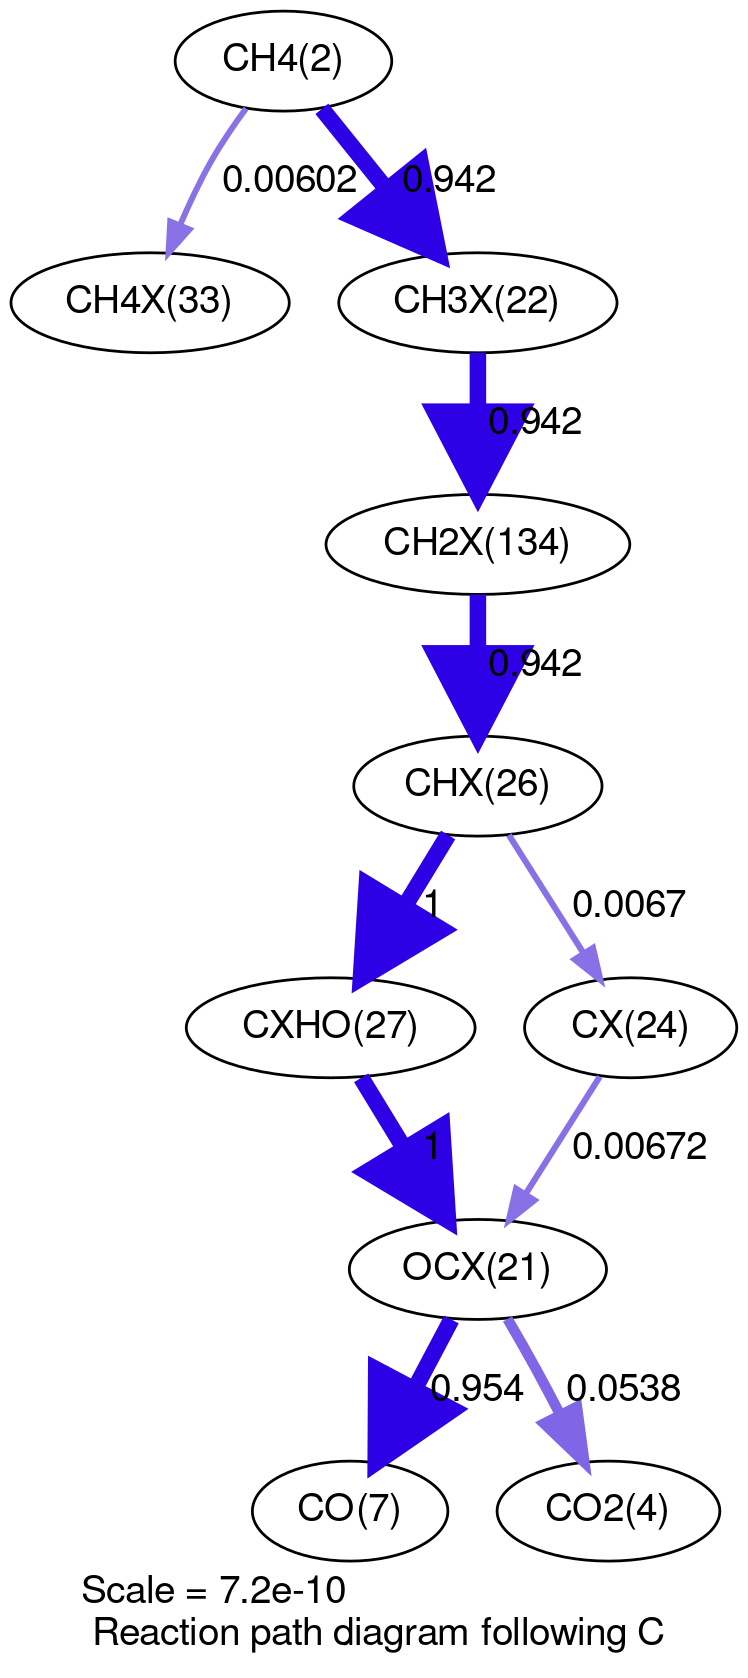 CH4(2)
0.00602
0.942
CH4X(33)
CH3X(22)
0.942
CH2X(134)
0.942
CHX(26)
1
0.0067
CXHO(27)
CX(24)
1
0.00672
OCX(21)
0.954
0.0538
CO(7)
CO2(4)
Scale = 7.2e-10
Reaction path diagram following C